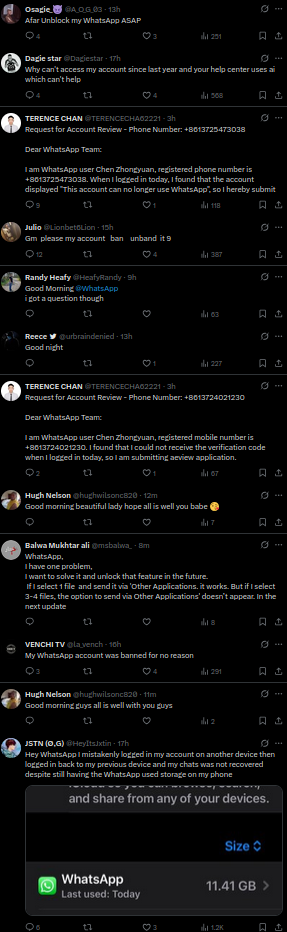 Osagie_😈 @A_O_G_03 · 13h
Afar Unblock my WhatsApp ASAP
4 3 251
Dagie star @Dagiestar · 17h
Why can't access my account since last year and your help center uses ai
which can't help
4 4 568
TERENCE CHAN @TERENCECHA62221 · 3h
Request for Account Review - Phone Number: +8613725473038
Dear WhatsApp Team:
I am WhatsApp user Chen Zhongyuan, registered phone number is
+8613725473038. When I logged in today, I found that the account
displayed "This account can no longer use WhatsApp", so I hereby submit
9 1 118
Julio @Lionbet6Lion · 15h
Gm please my account ban unband it 9
12 4 387
Randy Heafy @HeafyRandy · 9h
Good Morning @WhatsApp
i got a question though
63
Reece @urbraindenied · 13h
Good night
1 227
TERENCE CHAN @TERENCECHA62221 · 3h
Request for Account Review - Phone Number: +8613724021230
Dear WhatsApp Team:
I am WhatsApp user Chen Zhongyuan, registered mobile number is
+8613724021230. I found that I could not receive the verification code
when I logged in today, so I am submitting aeview application.
2 1 67
Hugh Nelson @hughwilsonc820 · 12m
Good morning beautiful lady hope all is well you babe 😘
7
Balwa Mukhtar ali @msbalwa_ · 8m
WhatsApp,
I have one problem,
I want to solve it and unlock that feature in the future.
If I select 1 file and send it via 'Other Applications. it works. But if I select
3-4 files, the option to send via Other Applications' doesn't appear. In the
next update
8
VENCHI TV @la_vench · 16h
My WhatsApp account was banned for no reason
3 4 291
Hugh Nelson @hughwilsonc820 · 11m
Good morning guys all is well with you guys
2
JSTN (Ø,G) @HeyItsJxtin · 17h
Hey WhatsApp I mistakenly logged in my account on another device then
logged in back to my previous device and my chats was not recovered
despite still having the WhatsApp used storage on my phone
and share from any of your devices.
Size
WhatsApp
11.41 GB
Last used: Today
6 3 1.2K